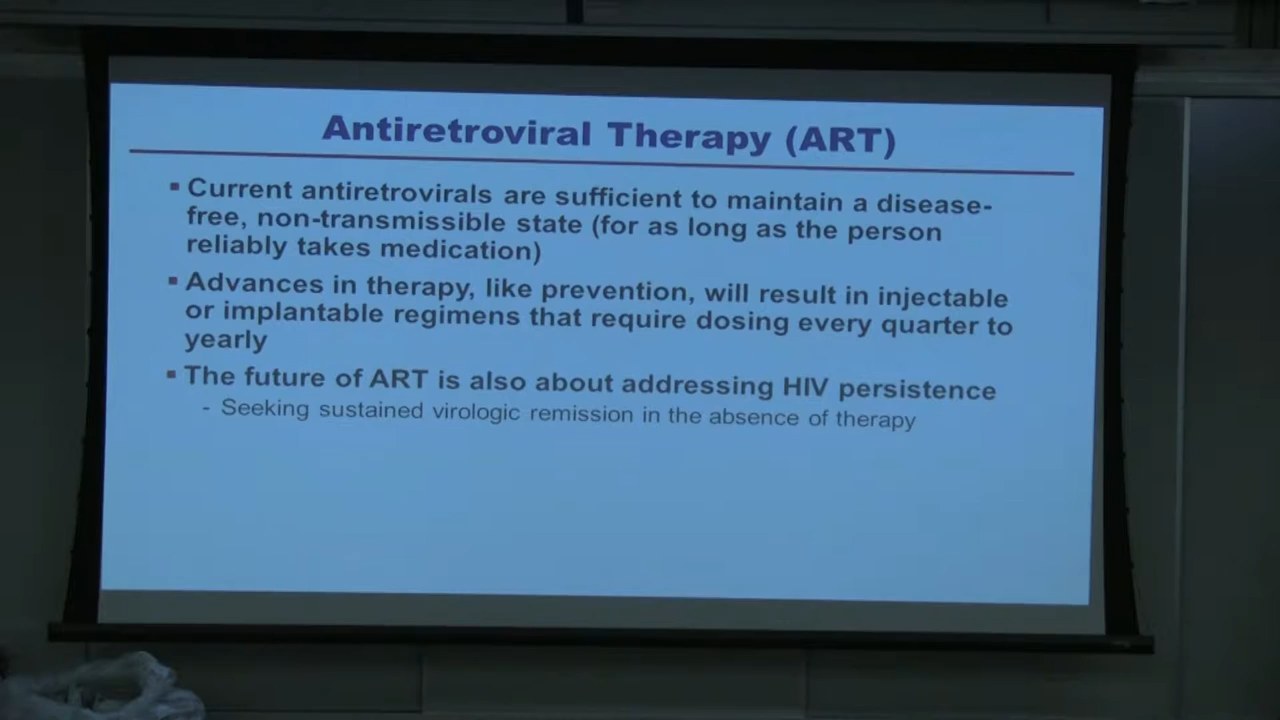 Antiretroviral Therapy (ART)
▪ Current antiretrovirals are sufficient to maintain a disease-
free, non-transmissible state (for as long as the person
reliably takes medication)
▪ Advances in therapy, like prevention, will result in injectable
or implantable regimens that require dosing every quarter to
yearly
▪ The future of ART is also about addressing HIV persistence
- Seeking sustained virologic remission in the absence of therapy